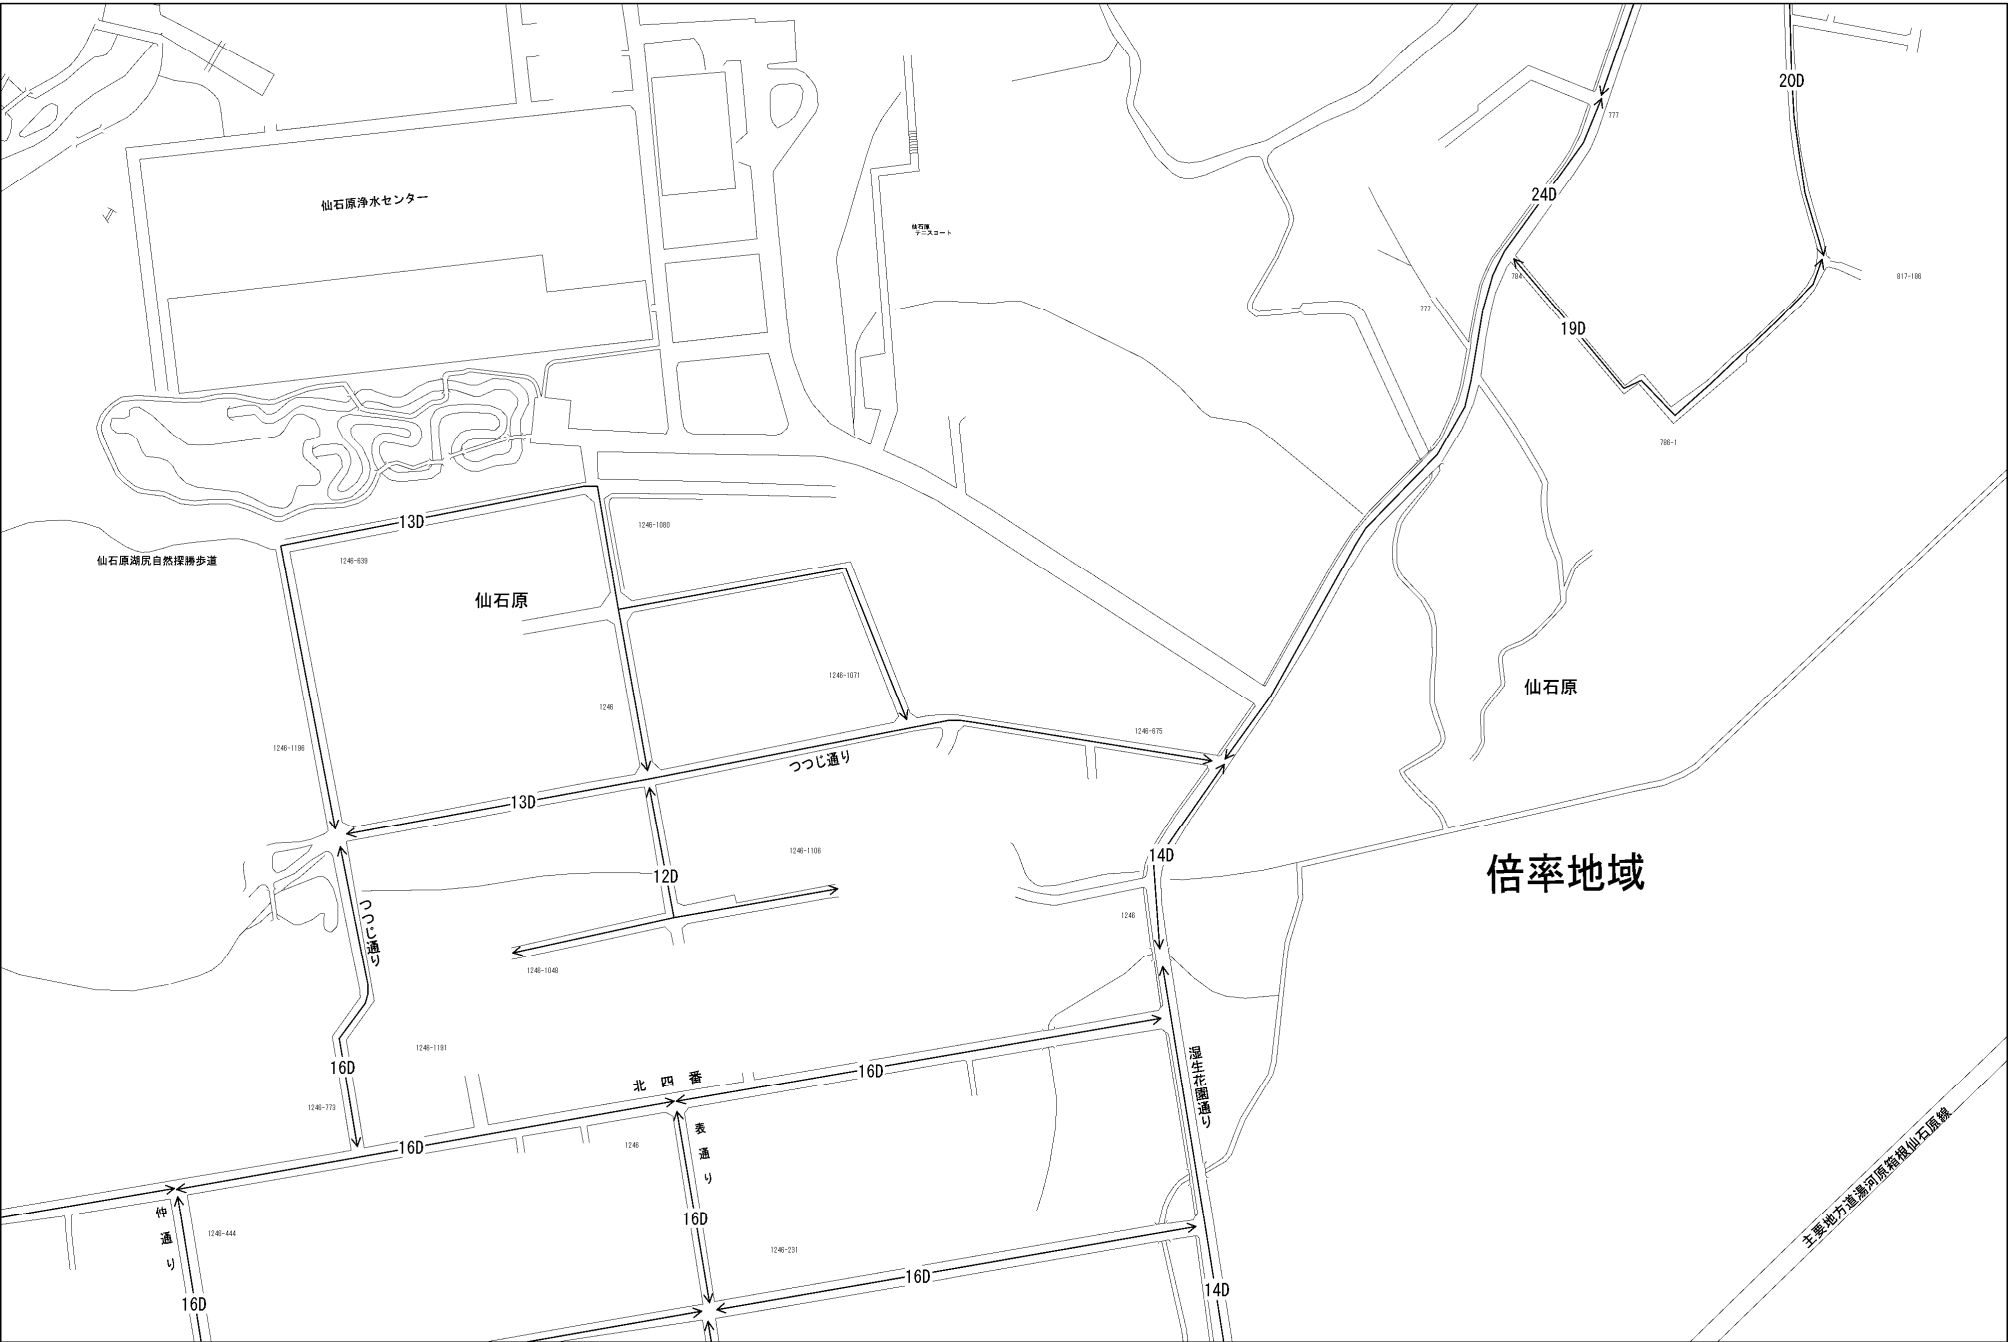 20D
777
仙石原浄水センター
24D
仙石原
テニスコート
784
817-186
777
19D
786-1
13D
1246-1080
仙石原湖尻自然探勝歩道
1246-639
仙石原
1246-1071
仙石原
1246
1246-675
1246-1196
つつじ通り
13D
1246-1106
14D
倍率地域
12D
つつじ通り
1246
1246-1048
1246-1191
16D
湿生花園通り
16D
北四番
1246-773
主要地方道湯河原箱根仙石原線
表通り
1246
16D
仲通り
1246-444
16D
1246-231
16D
14D
16D